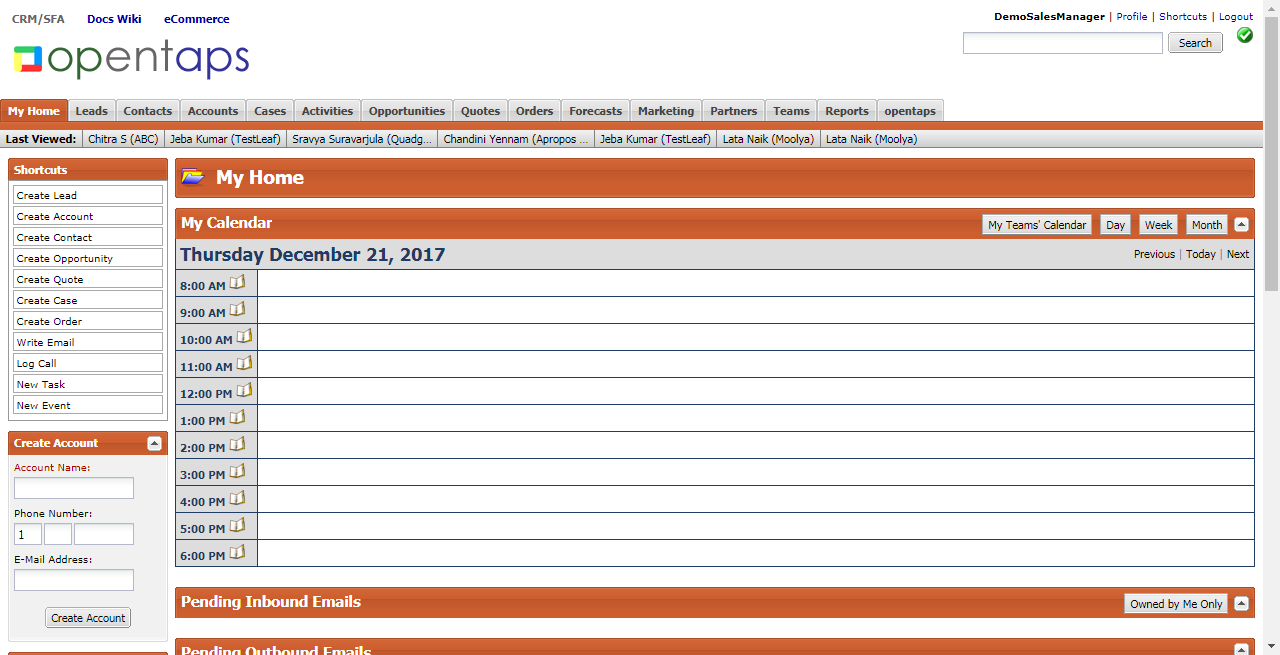 CRM/SFA Docs Wiki eCommerce
DemoSalesManager | Profile | Shortcuts | Logout
opentaps
Search
My Home Leads Contacts Accounts Cases Activities Opportunities Quotes Orders Forecasts Marketing Partners Teams Reports opentaps
Last Viewed: Chitra S (ABC) Jeba Kumar (TestLeaf) Sravya Suravarjula (Quadg... Chandini Yennam (Apropos ... Jeba Kumar (TestLeaf) Lata Naik (Moolya) Lata Naik (Moolya)
Shortcuts
Create Lead
Create Account
Create Contact
Create Opportunity
Create Quote
Create Case
Create Order
Write Email
Log Call
New Task
New Event
Create Account
Account Name:
Phone Number:
1
E-Mail Address:
Create Account
My Home
My Calendar
My Teams' Calendar Day Week Month
Thursday December 21, 2017
Previous | Today | Next
8:00 AM
9:00 AM
10:00 AM
11:00 AM
12:00 PM
1:00 PM
2:00 PM
3:00 PM
4:00 PM
5:00 PM
6:00 PM
Pending Inbound Emails
Owned by Me Only
Pending Outbound Emails